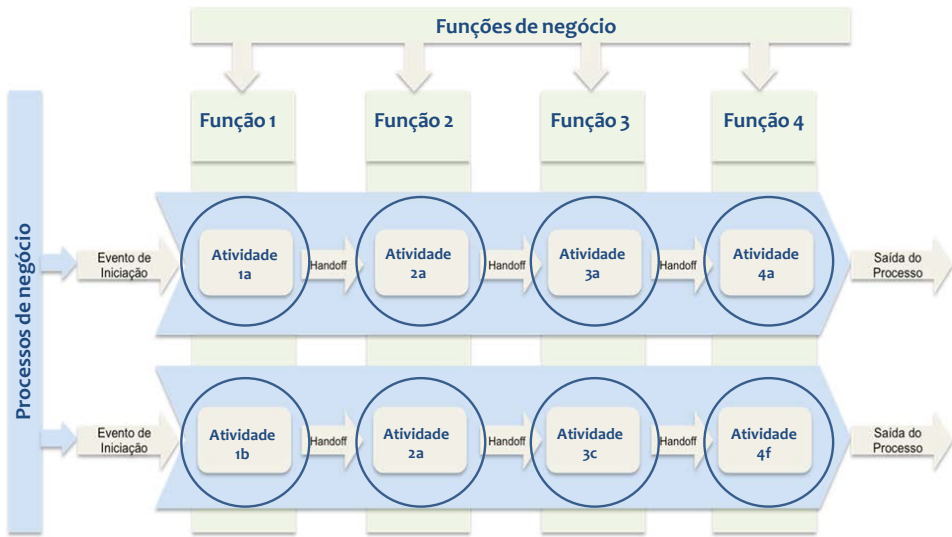 Funções de negócio
Função 1
Função 2
Função 3
Função 4
Processos de negócio
Evento de
Iniciação
Atividade
1a
Handoff
Atividade
2a
Handoff
Atividade
3a
Handoff
Atividade
4a
Saída do
Processo
Evento de
Iniciação
Atividade
1b
Handoff
Atividade
2a
Handoff
Atividade
3c
Handoff
Atividade
4f
Saída do
Processo